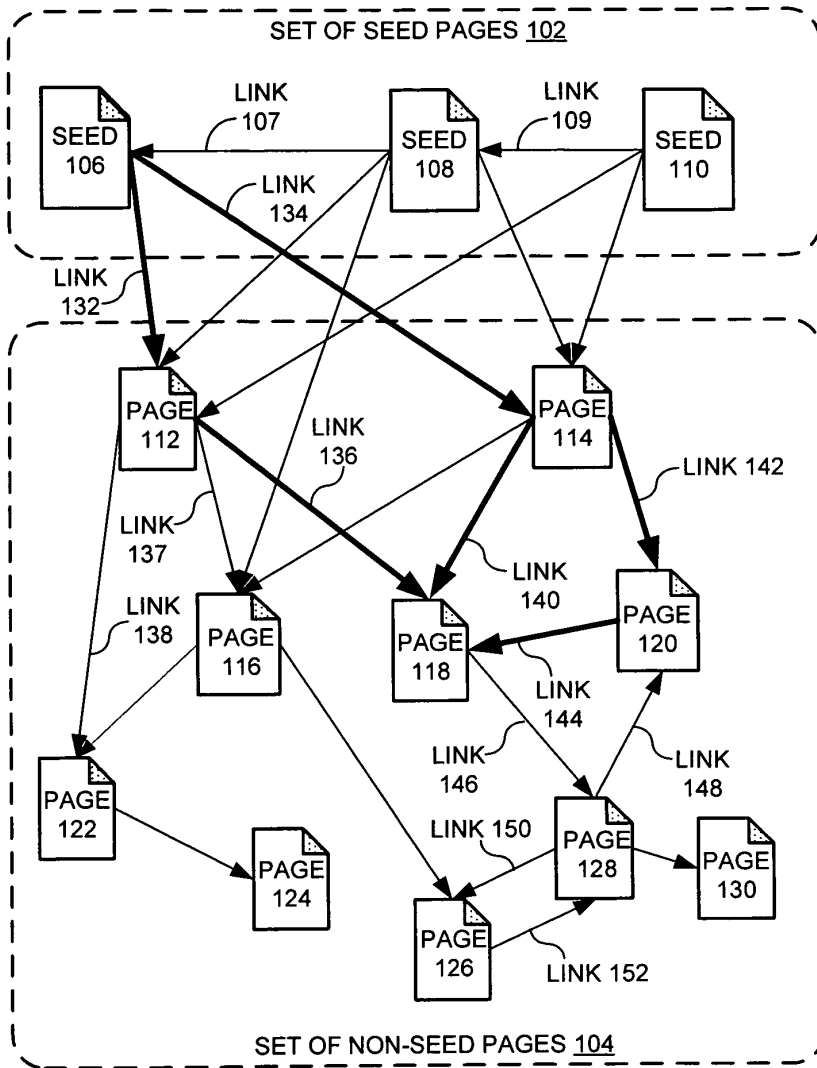 SET OF SEED PAGES 102
LINK
107
LINK
109
SEED
106
SEED
108
SEED
110
LINK
134
LINK
132
PAGE
112
PAGE
114
LINK
136
LINK 142
LINK
137
LINK
140
LINK
138
PAGE
116
PAGE
118
PAGE
120
LINK
144
LINK
146
LINK
148
PAGE
122
PAGE
124
LINK 150
PAGE
128
PAGE
130
PAGE
126
LINK 152
SET OF NON-SEED PAGES 104